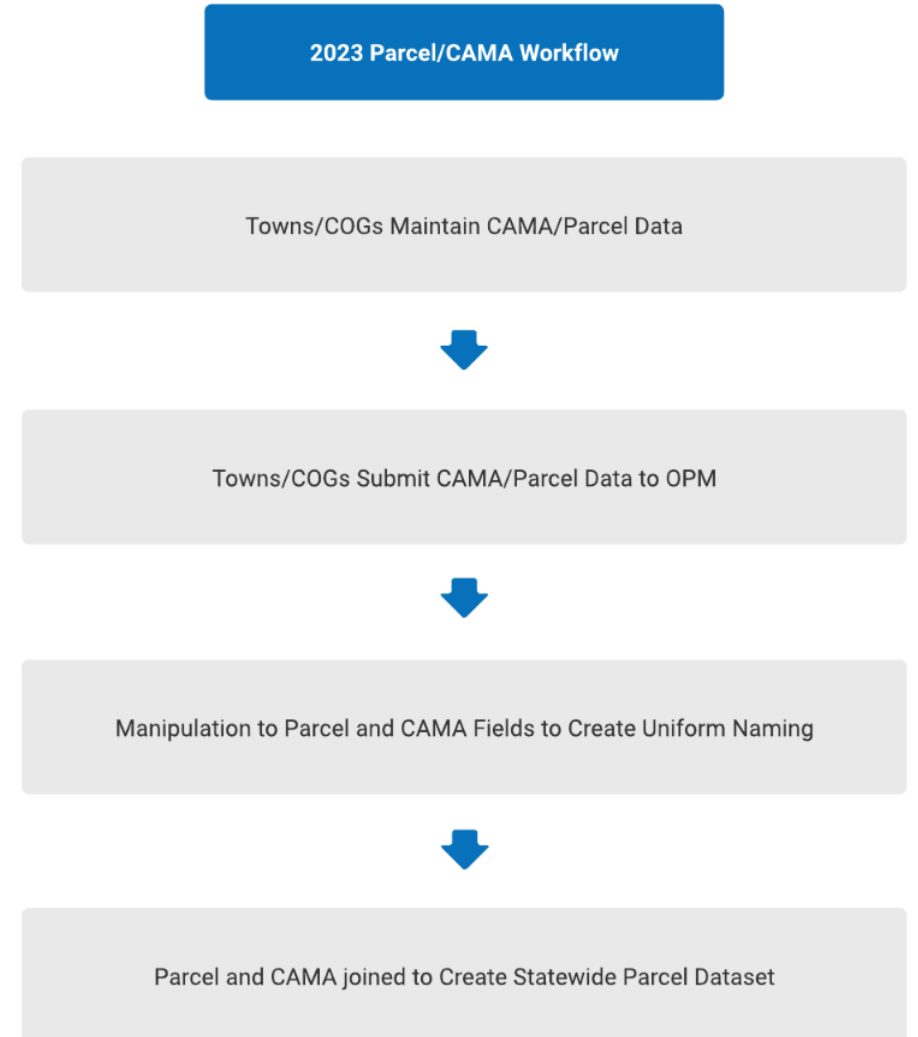 2023 Parcel/CAMA Workflow
Towns/COGs Maintain CAMA/Parcel Data
Towns/COGs Submit CAMA/Parcel Data to OPM
Manipulation to Parcel and CAMA Fields to Create Uniform Naming
Parcel and CAMA joined to Create Statewide Parcel Dataset